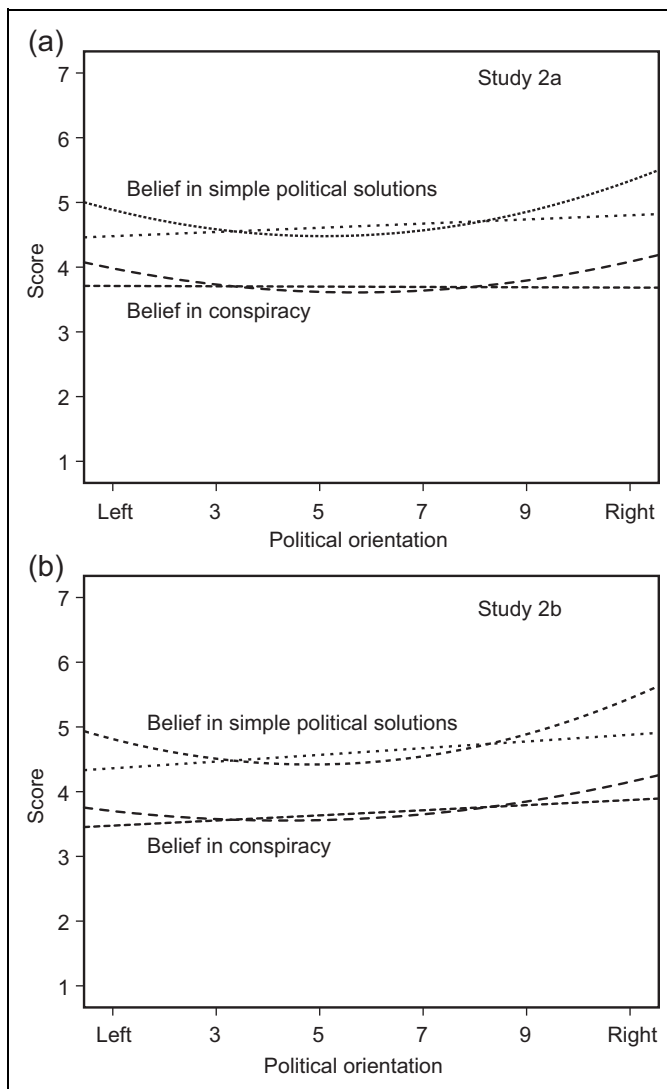 (a)
Study 2a
7
6
5
4
3
2
1
Score
Belief in simple political solutions
Belief in conspiracy
Left 3 5 7 9 Right
Political orientation
(b)
Study 2b
7
6
5
4
3
2
1
Score
Belief in simple political solutions
Belief in conspiracy
Left 3 5 7 9 Right
Political orientation